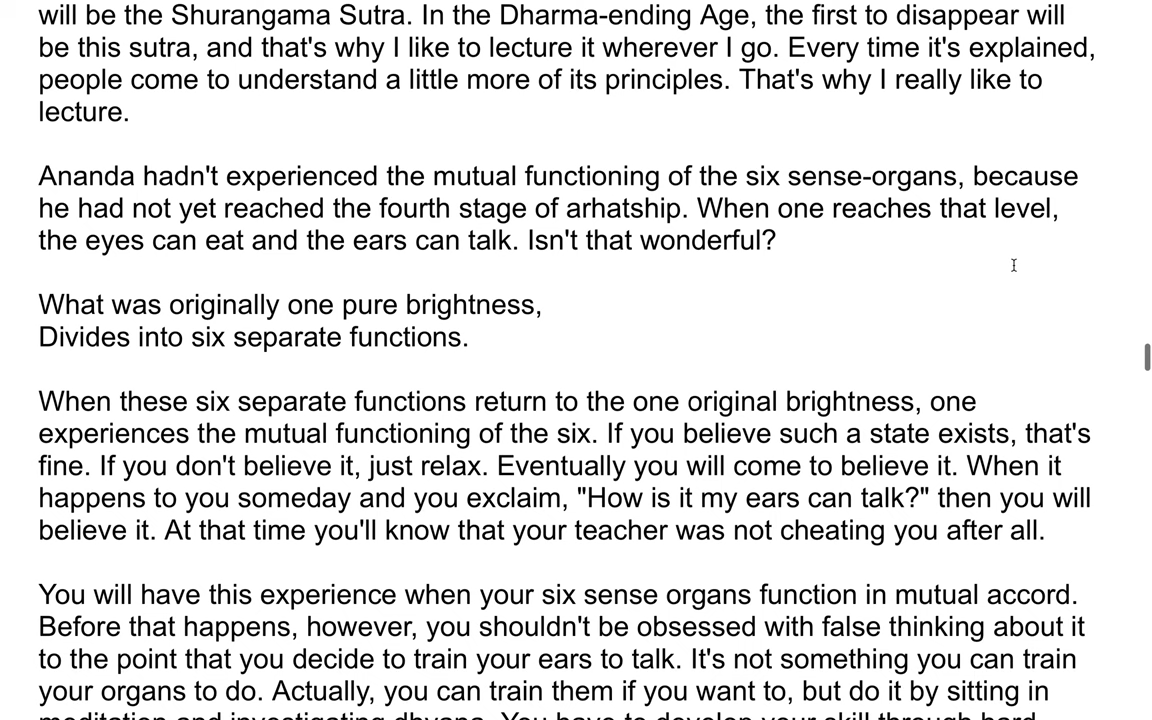 will be the Shurangama Sutra. In the Dharma-ending Age, the first to disappear will
be this sutra, and that's why I like to lecture it wherever I go. Every time it's explained,
people come to understand a little more of its principles. That's why I really like to
lecture.
Ananda hadn't experienced the mutual functioning of the six sense-organs, because
he had not yet reached the fourth stage of arhatship. When one reaches that level,
the eyes can eat and the ears can talk. Isn't that wonderful?
What was originally one pure brightness,
Divides into six separate functions.
When these six separate functions return to the one original brightness, one
experiences the mutual functioning of the six. If you believe such a state exists, that's
fine. If you don't believe it, just relax. Eventually you will come to believe it. When it
happens to you someday and you exclaim, "How is it my ears can talk?" then you will
believe it. At that time you'll know that your teacher was not cheating you after all.
You will have this experience when your six sense organs function in mutual accord.
Before that happens, however, you shouldn't be obsessed with false thinking about it
to the point that you decide to train your ears to talk. It's not something you can train
your organs to do. Actually, you can train them if you want to, but do it by sitting in
meditation and investigating dhyana. You have to develop your skill through hard